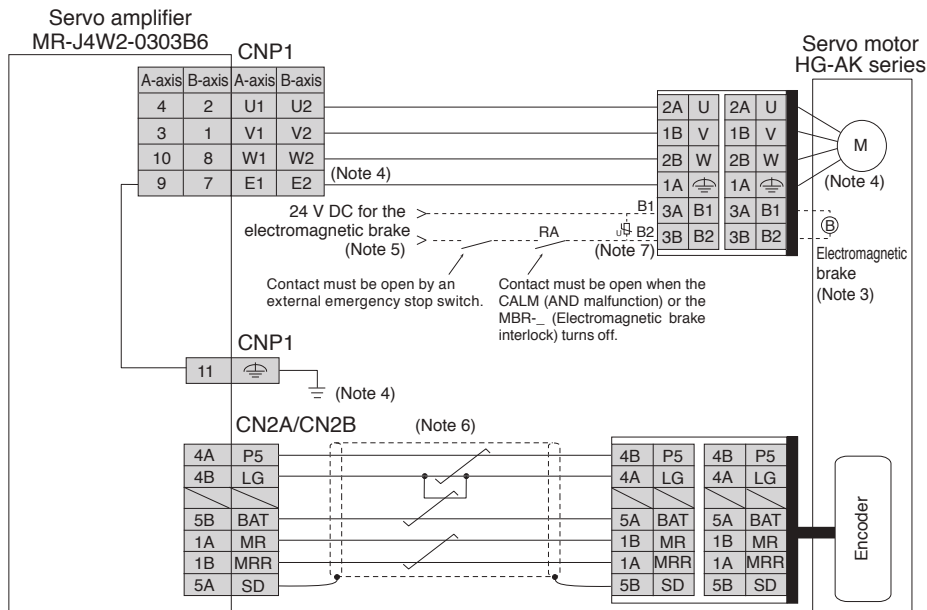 Servo amplifier
MR-J4W2-0303B6
CNP1
A-axis B-axis A-axis B-axis
4 2 U1 U2
3 1 V1 V2
10 8 W1 W2
9 7 E1 E2
(Note 4)
Servo motor
HG-AK series
2A U 2A U
1B V 1B V
2B W 2B W
1A 1A
3A B1 3A B1
3B B2 3B B2
M
(Note 4)
B
Electromagnetic
brake
(Note 3)
24 V DC for the
electromagnetic brake
(Note 5)
B1
RA
U
B2
(Note 7)
Contact must be open by an
external emergency stop switch.
Contact must be open when the
CALM (AND malfunction) or the
MBR-_ (Electromagnetic brake
interlock) turns off.
CNP1
11
(Note 4)
CN2A/CN2B
(Note 6)
4A P5
4B LG
5B BAT
1A MR
1B MRR
5A SD
4B P5 4B P5
4A LG 4A LG
5A BAT 5A BAT
1B MR 1B MR
1A MRR 1A MRR
5B SD 5B SD
Encoder